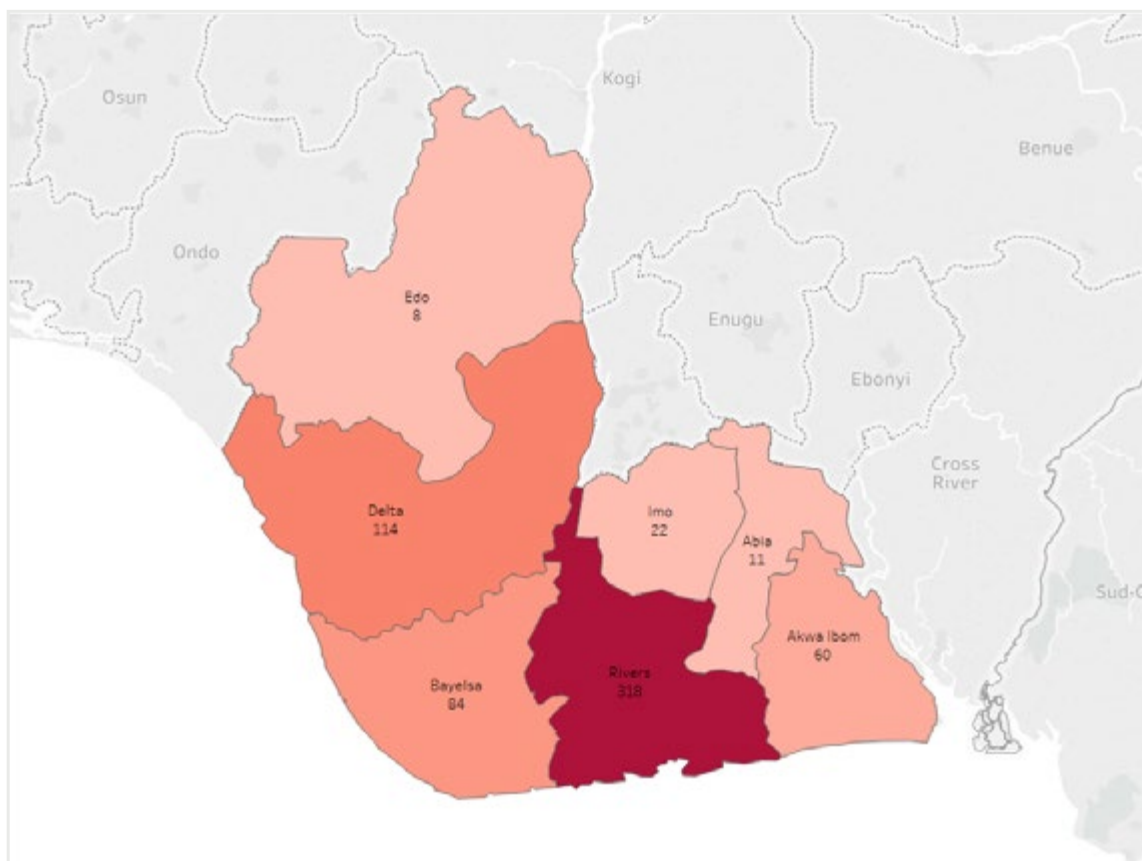 Kogi
Osun
Benue
Ondo
Edo
8
Enugu
Ebonyi
Cross
River
Delta
114
Imo
22
Abia
11
Sud-
Akwa Ibom
60
Rivers
318
Bayelsa
84